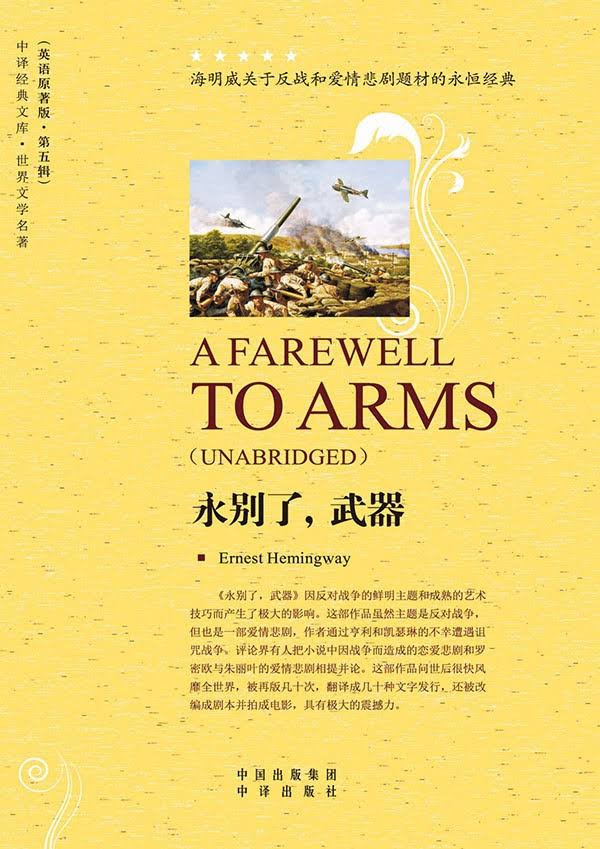 中译经典文库·世界文学名著
（英语原著版·第五辑）
海明威关于反战和爱情悲剧题材的永恒经典
A FAREWELL
TO ARMS
（UNABRIDGED）
永别了，武器
Ernest Hemingway
《永别了，武器》因反对战争的鲜明主题和成熟的艺术
技巧而产生了极大的影响。这部作品虽然主题是反对战争，
但也是一部爱情悲剧，作者通过亨利和凯瑟琳的不幸遭遇诅
咒战争。评论界有人把小说中因战争而造成的恋爱悲剧和罗
密欧与朱丽叶的爱情悲剧相提并论。这部作品问世后很快风
靡全世界，被再版几十次，翻译成几十种文字发行，还被改
编成剧本并拍成电影，具有极大的震撼力。
中国出版集团
中译出版社